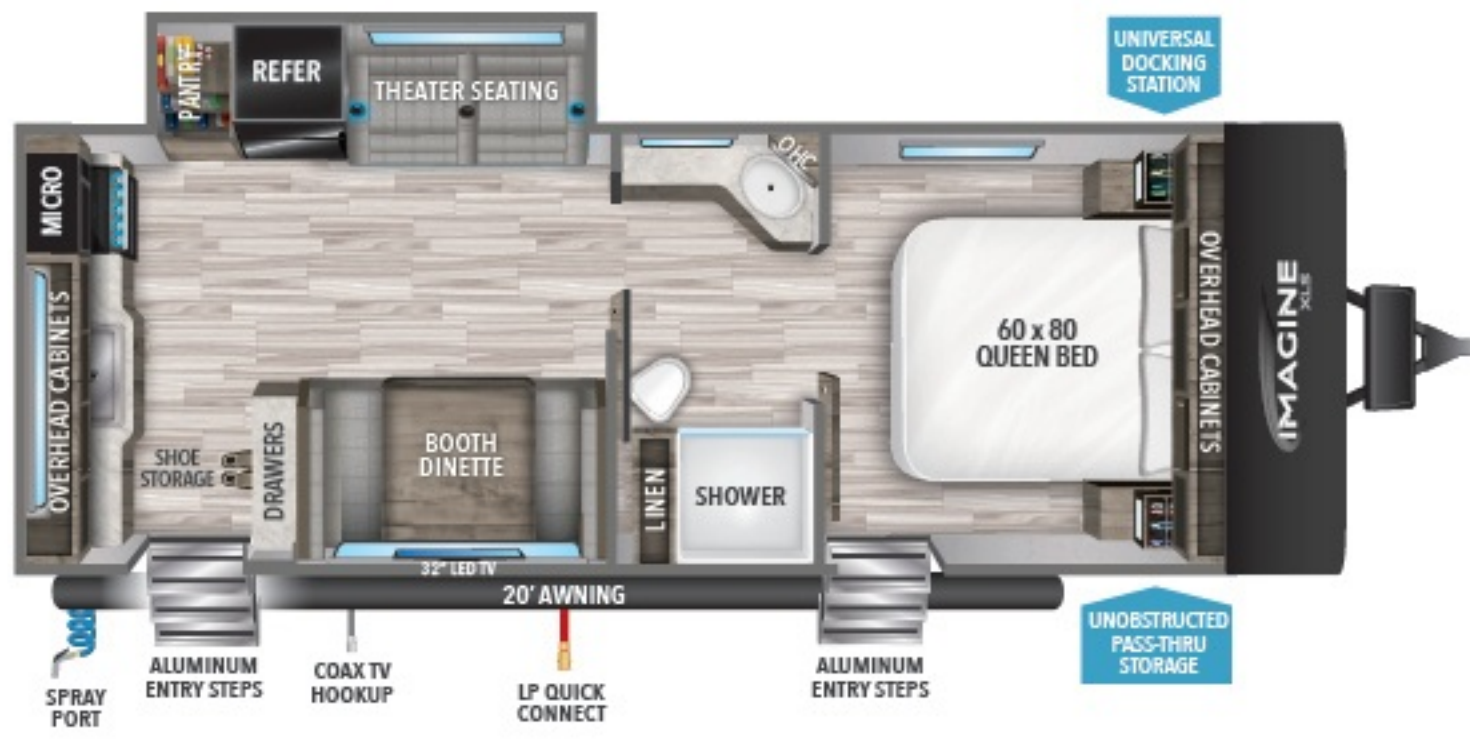 PANTRY
REFER
THEATER SEATING
UNIVERSAL
DOCKING
STATION
OHC
MICRO
OVERHEAD CABINETS
60 x 80
QUEEN BED
OVERHEAD CABINETS
IMAGINE
XLS
SHOE
STORAGE
DRAWERS
BOOTH
DINETTE
LINEN
SHOWER
32" LED TV
20' AWNING
UNOBSTRUCTED
PASS-THRU
STORAGE
SPRAY
PORT
ALUMINUM
ENTRY STEPS
COAX TV
HOOKUP
LP QUICK
CONNECT
ALUMINUM
ENTRY STEPS